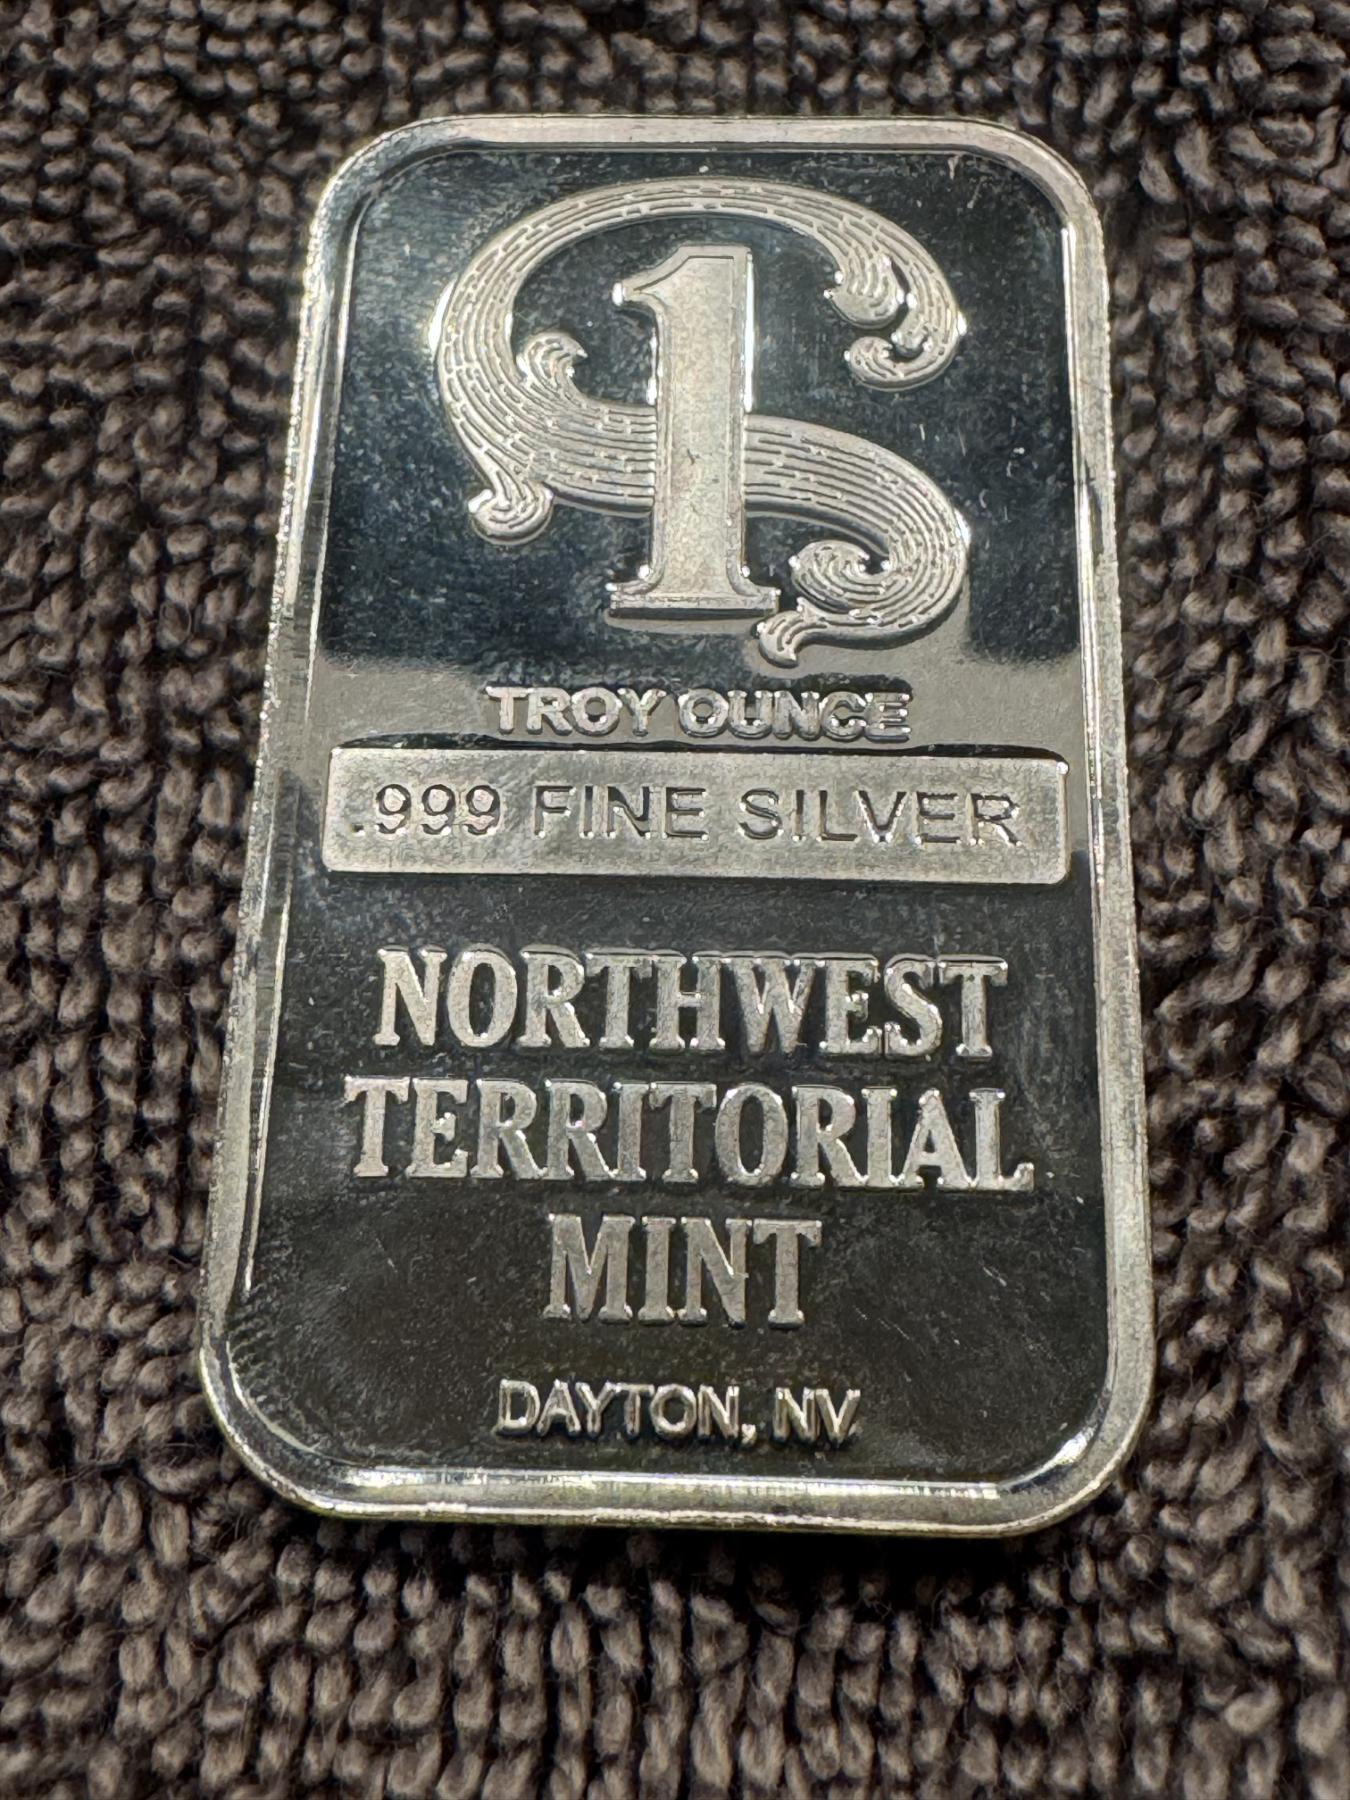 1
TROY OUNCE
.999 FINE SILVER
NORTHWEST
TERRITORIAL
MINT
DAYTON, NV